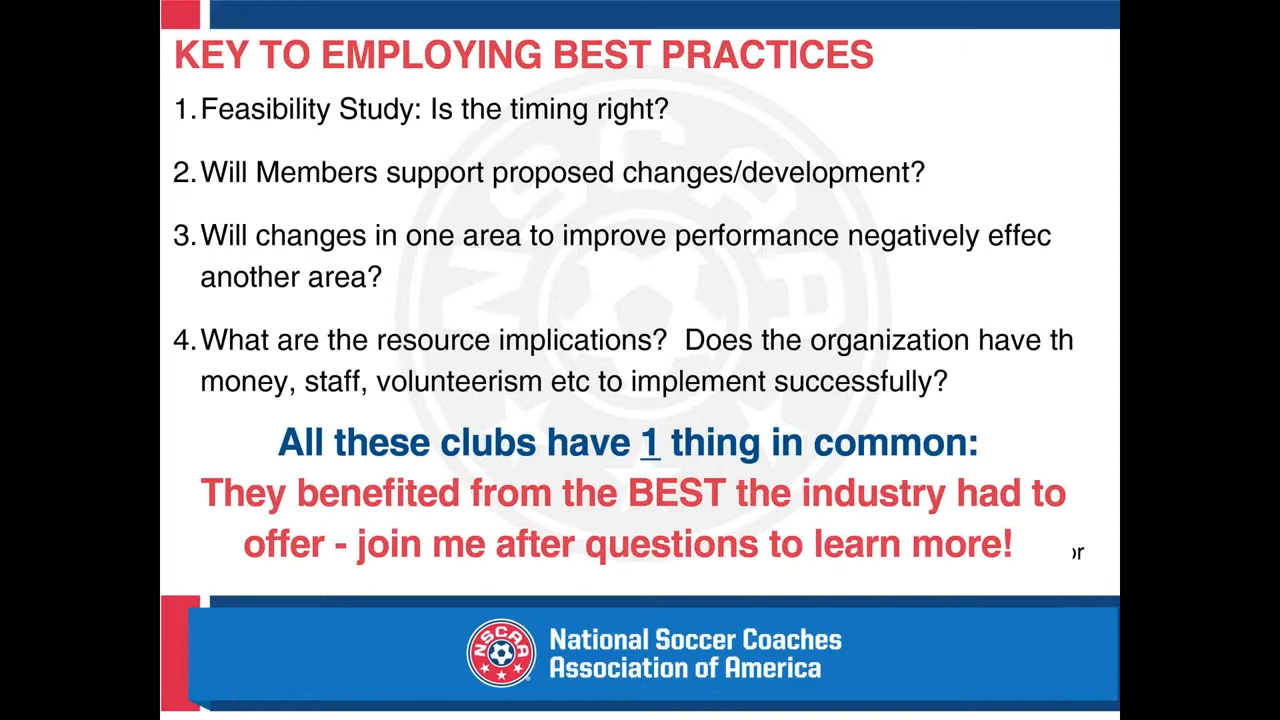 KEY TO EMPLOYING BEST PRACTICES
1. Feasibility Study: Is the timing right?
2. Will Members support proposed changes/development?
3. Will changes in one area to improve performance negatively effec
another area?
4. What are the resource implications?  Does the organization have th
money, staff, volunteerism etc to implement successfully?
All these clubs have 1 thing in common:
They benefited from the BEST the industry had to
offer - join me after questions to learn more!
or
NSCAA
NSCAA
National Soccer Coaches
Association of America